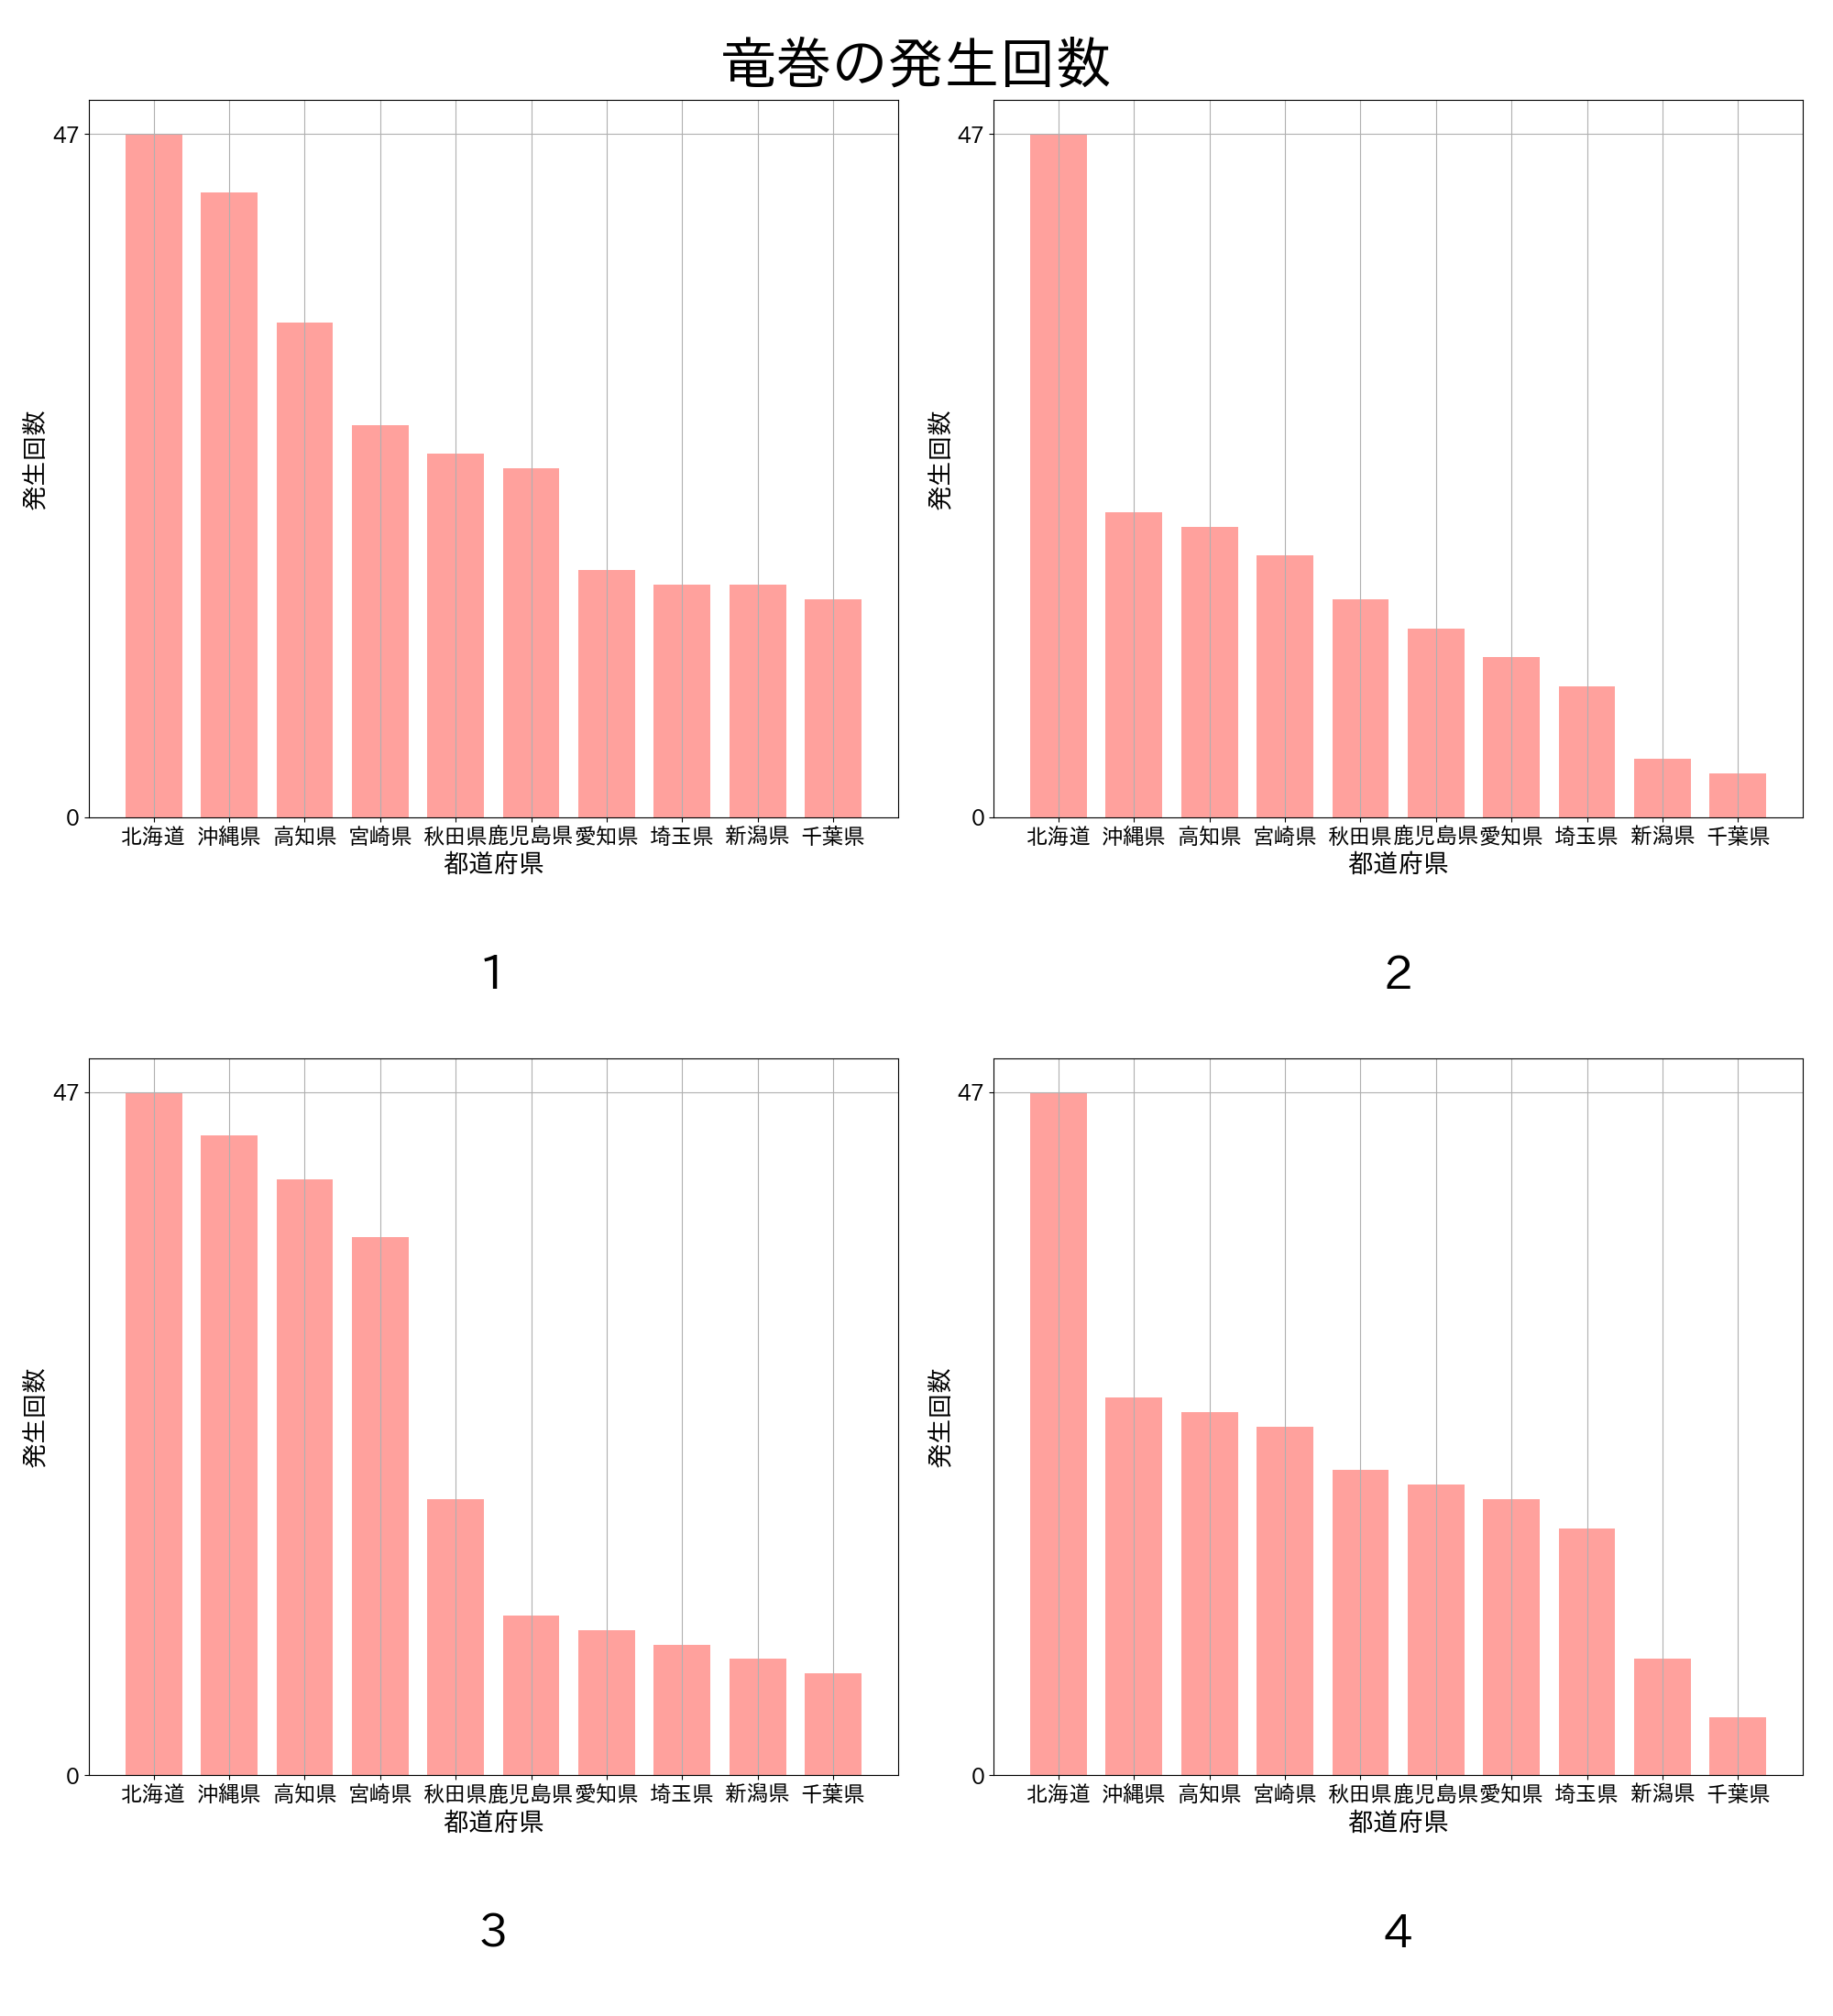 竜巻の発生回数
47
0
発生回数
北海道 沖縄県 高知県 宮崎県 秋田県 鹿児島県 愛知県 埼玉県 新潟県 千葉県
都道府県
1
47
0
発生回数
北海道 沖縄県 高知県 宮崎県 秋田県 鹿児島県 愛知県 埼玉県 新潟県 千葉県
都道府県
2
47
0
発生回数
北海道 沖縄県 高知県 宮崎県 秋田県 鹿児島県 愛知県 埼玉県 新潟県 千葉県
都道府県
3
47
0
発生回数
北海道 沖縄県 高知県 宮崎県 秋田県 鹿児島県 愛知県 埼玉県 新潟県 千葉県
都道府県
4